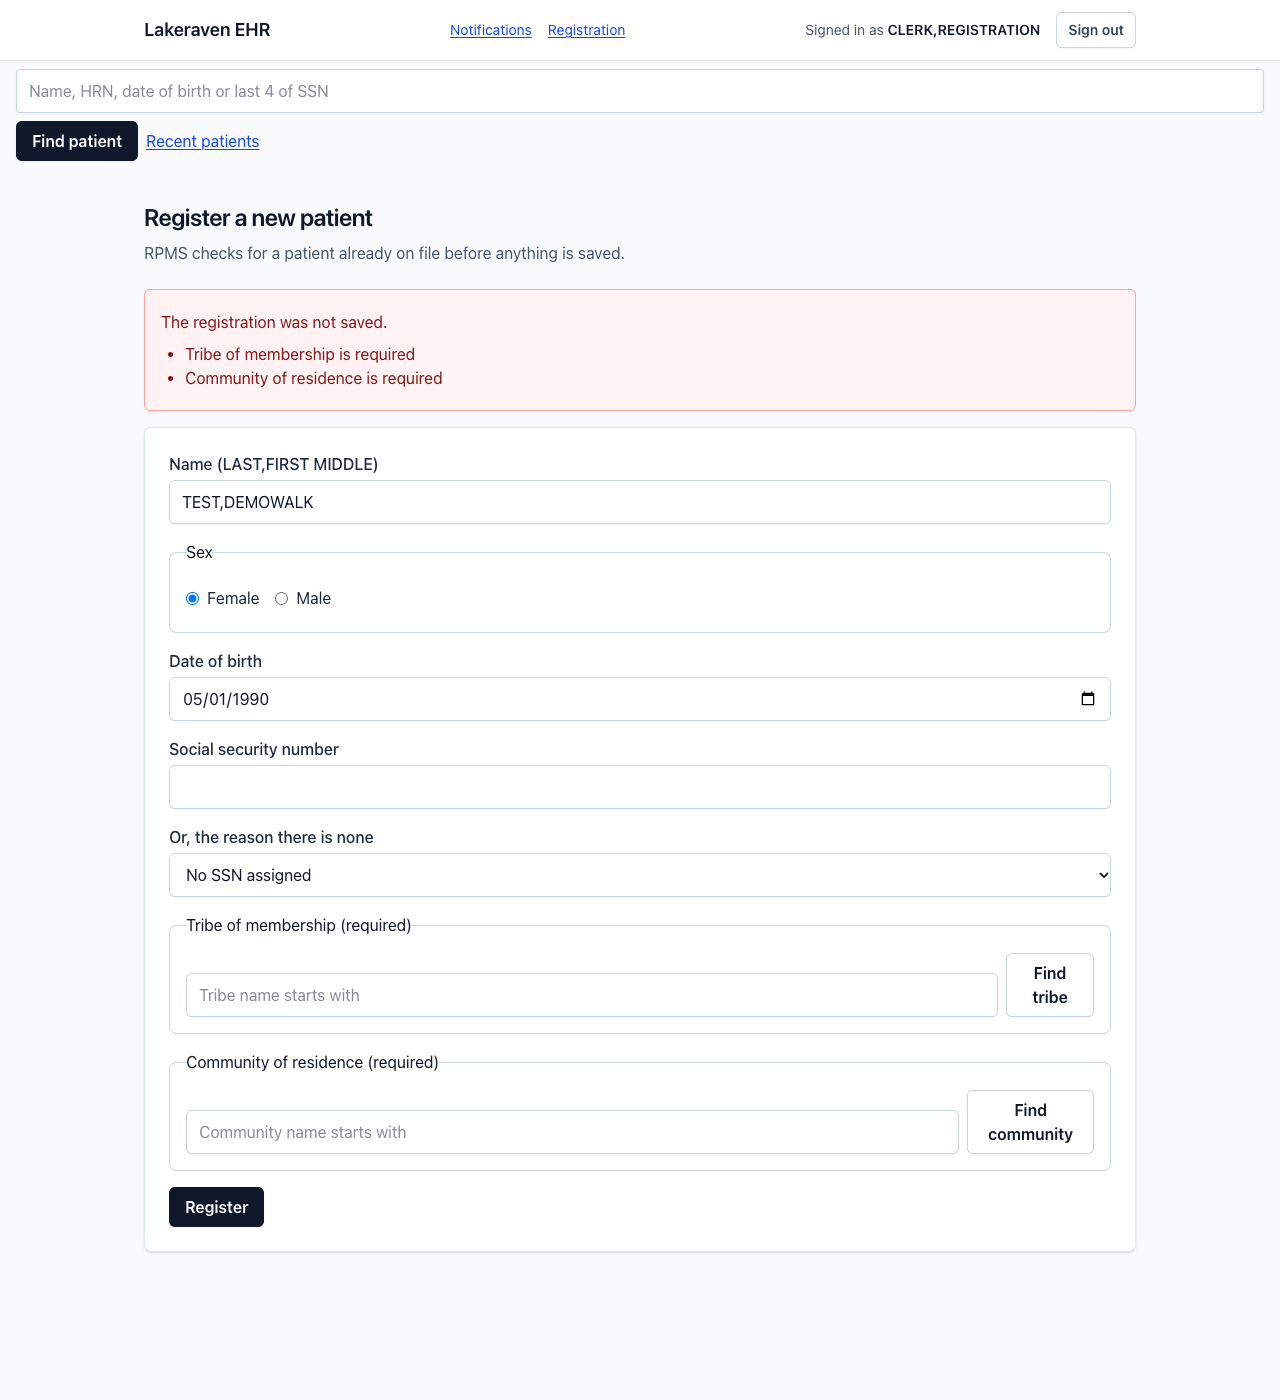 Lakeraven EHR
Notifications
Registration
Signed in as CLERK,REGISTRATION
Sign out
Name, HRN, date of birth or last 4 of SSN
Find patient
Recent patients
Register a new patient
RPMS checks for a patient already on file before anything is saved.
The registration was not saved.
Tribe of membership is required
Community of residence is required
Name (LAST,FIRST MIDDLE)
TEST,DEMOWALK
Sex
Female
Male
Date of birth
05/01/1990
Social security number
Or, the reason there is none
No SSN assigned
Tribe of membership (required)
Tribe name starts with
Find
tribe
Community of residence (required)
Community name starts with
Find
community
Register